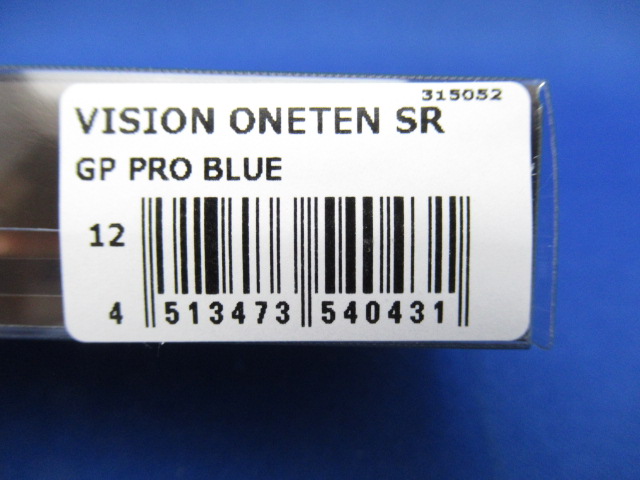 315052
VISION ONETEN SR
GP PRO BLUE
12
4 513473 540431